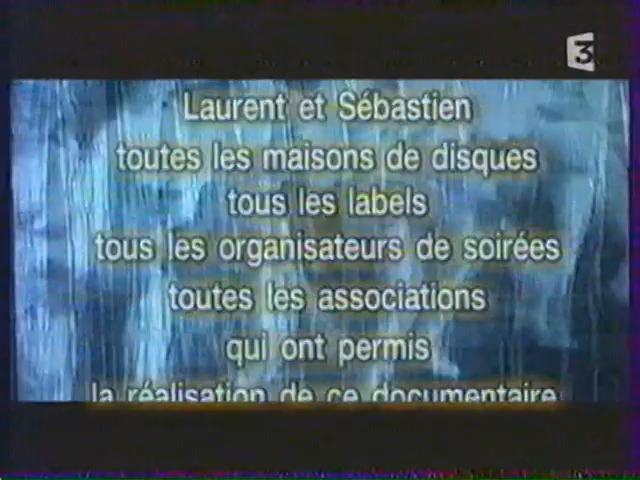 3
Laurent et Sébastien
toutes les maisons de disques
tous les labels
tous les organisateurs de soirées
toutes les associations
qui ont permis
la réalisation de ce documentaire